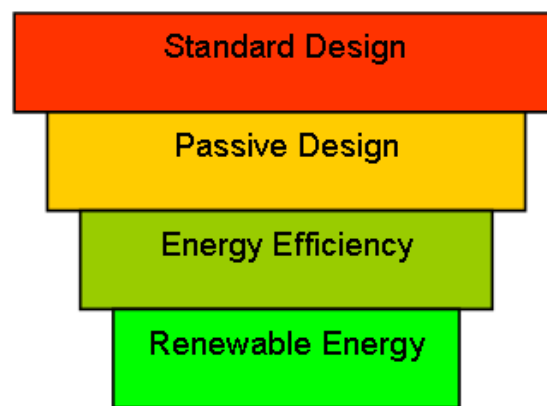 Standard Design
Passive Design
Energy Efficiency
Renewable Energy